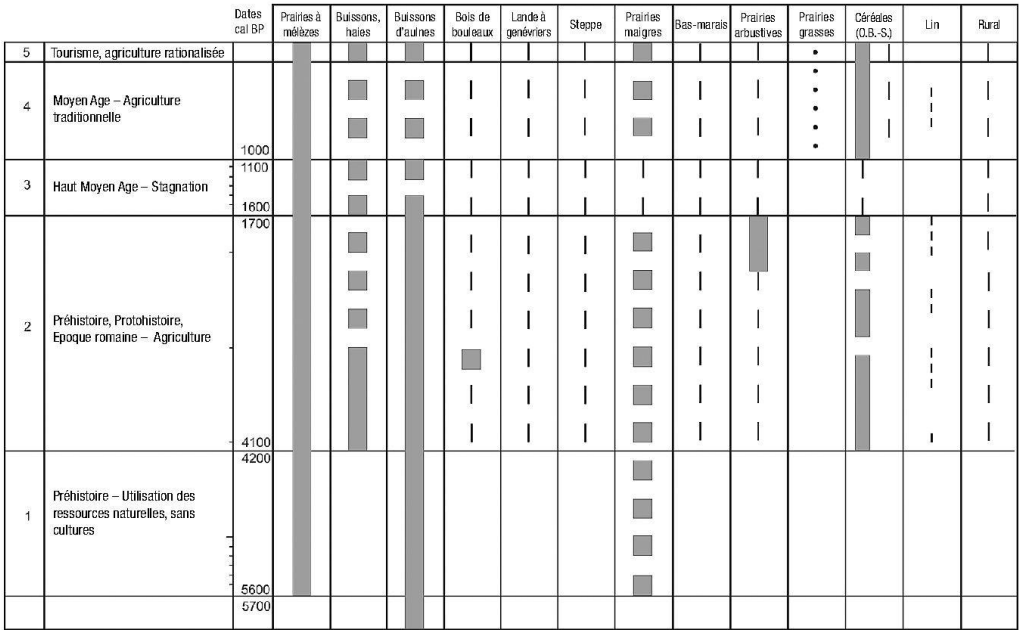 Dates
cal BP
Prairies à
mélèzes
Buissons,
haies
Buissons
d'aulnes
Bois de
bouleaux
Lande à
genévriers
Steppe
Prairies
maigres
Bas-marais
Prairies
arbustives
Prairies
grasses
Céréales
(O.B.-S.)
Lin
Rural
5 Tourisme, agriculture rationalisée
4 Moyen Age – Agriculture
traditionnelle
1000
1100
3 Haut Moyen Age – Stagnation
1600
1700
2 Préhistoire, Protohistoire,
Epoque romaine – Agriculture
4100
4200
1 Préhistoire – Utilisation des
ressources naturelles, sans
cultures
5600
5700